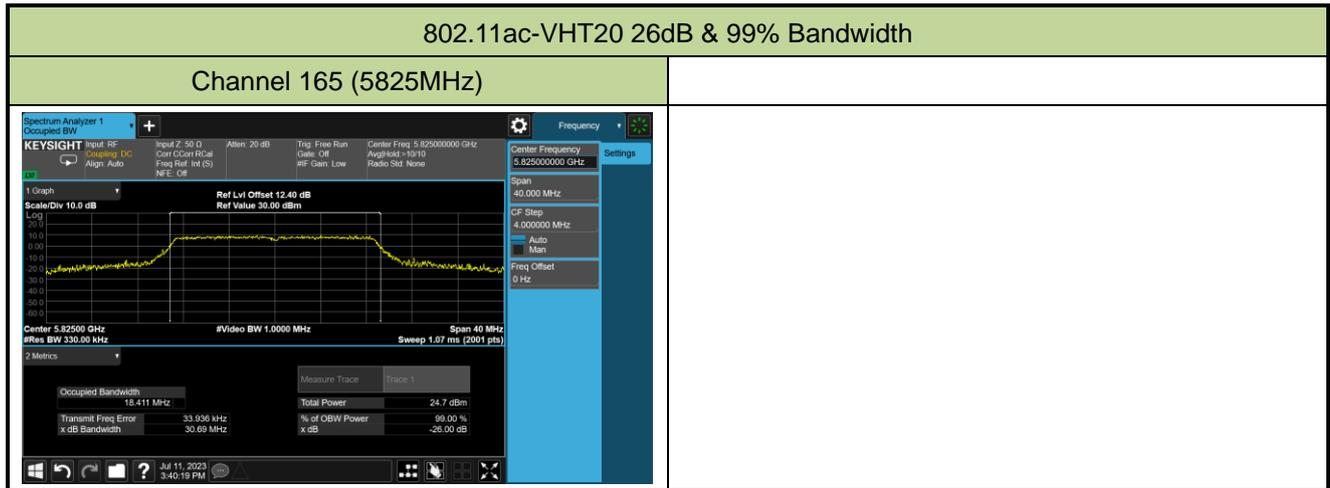 802.11ac-VHT20 26dB & 99% Bandwidth
Channel 165 (5825MHz)
Spectrum Analyzer 1
Occupied BW
+
Frequency
KEYSIGHT
Input: RF
Coupling: DC
Align: Auto
Input Z: 50 Ω
Corr CCorr RCal
Freq Ref: Int (S)
NFE: Off
Atten: 20 dB
Trig: Free Run
Gate: Off
#IF Gain: Low
Center Freq: 5.825000000 GHz
Avg|Hold:>10/10
Radio Std: None
Center Frequency
5.825000000 GHz
Settings
Span
40.000 MHz
CF Step
4.000000 MHz
Auto
Man
Freq Offset
0 Hz
1 Graph
Scale/Div 10.0 dB
Ref Lvl Offset 12.40 dB
Ref Value 30.00 dBm
Log
20.0
10.0
0.00
-10.0
-20.0
-30.0
-40.0
-50.0
-60.0
Center 5.82500 GHz
#Res BW 330.00 kHz
#Video BW 1.0000 MHz
Span 40 MHz
Sweep 1.07 ms (2001 pts)
2 Metrics
Measure Trace Trace 1
Occupied Bandwidth
18.411 MHz
Total Power 24.7 dBm
Transmit Freq Error 33.936 kHz
% of OBW Power 99.00 %
x dB Bandwidth 30.69 MHz
x dB -26.00 dB
?
Jul 11, 2023
3:40:19 PM